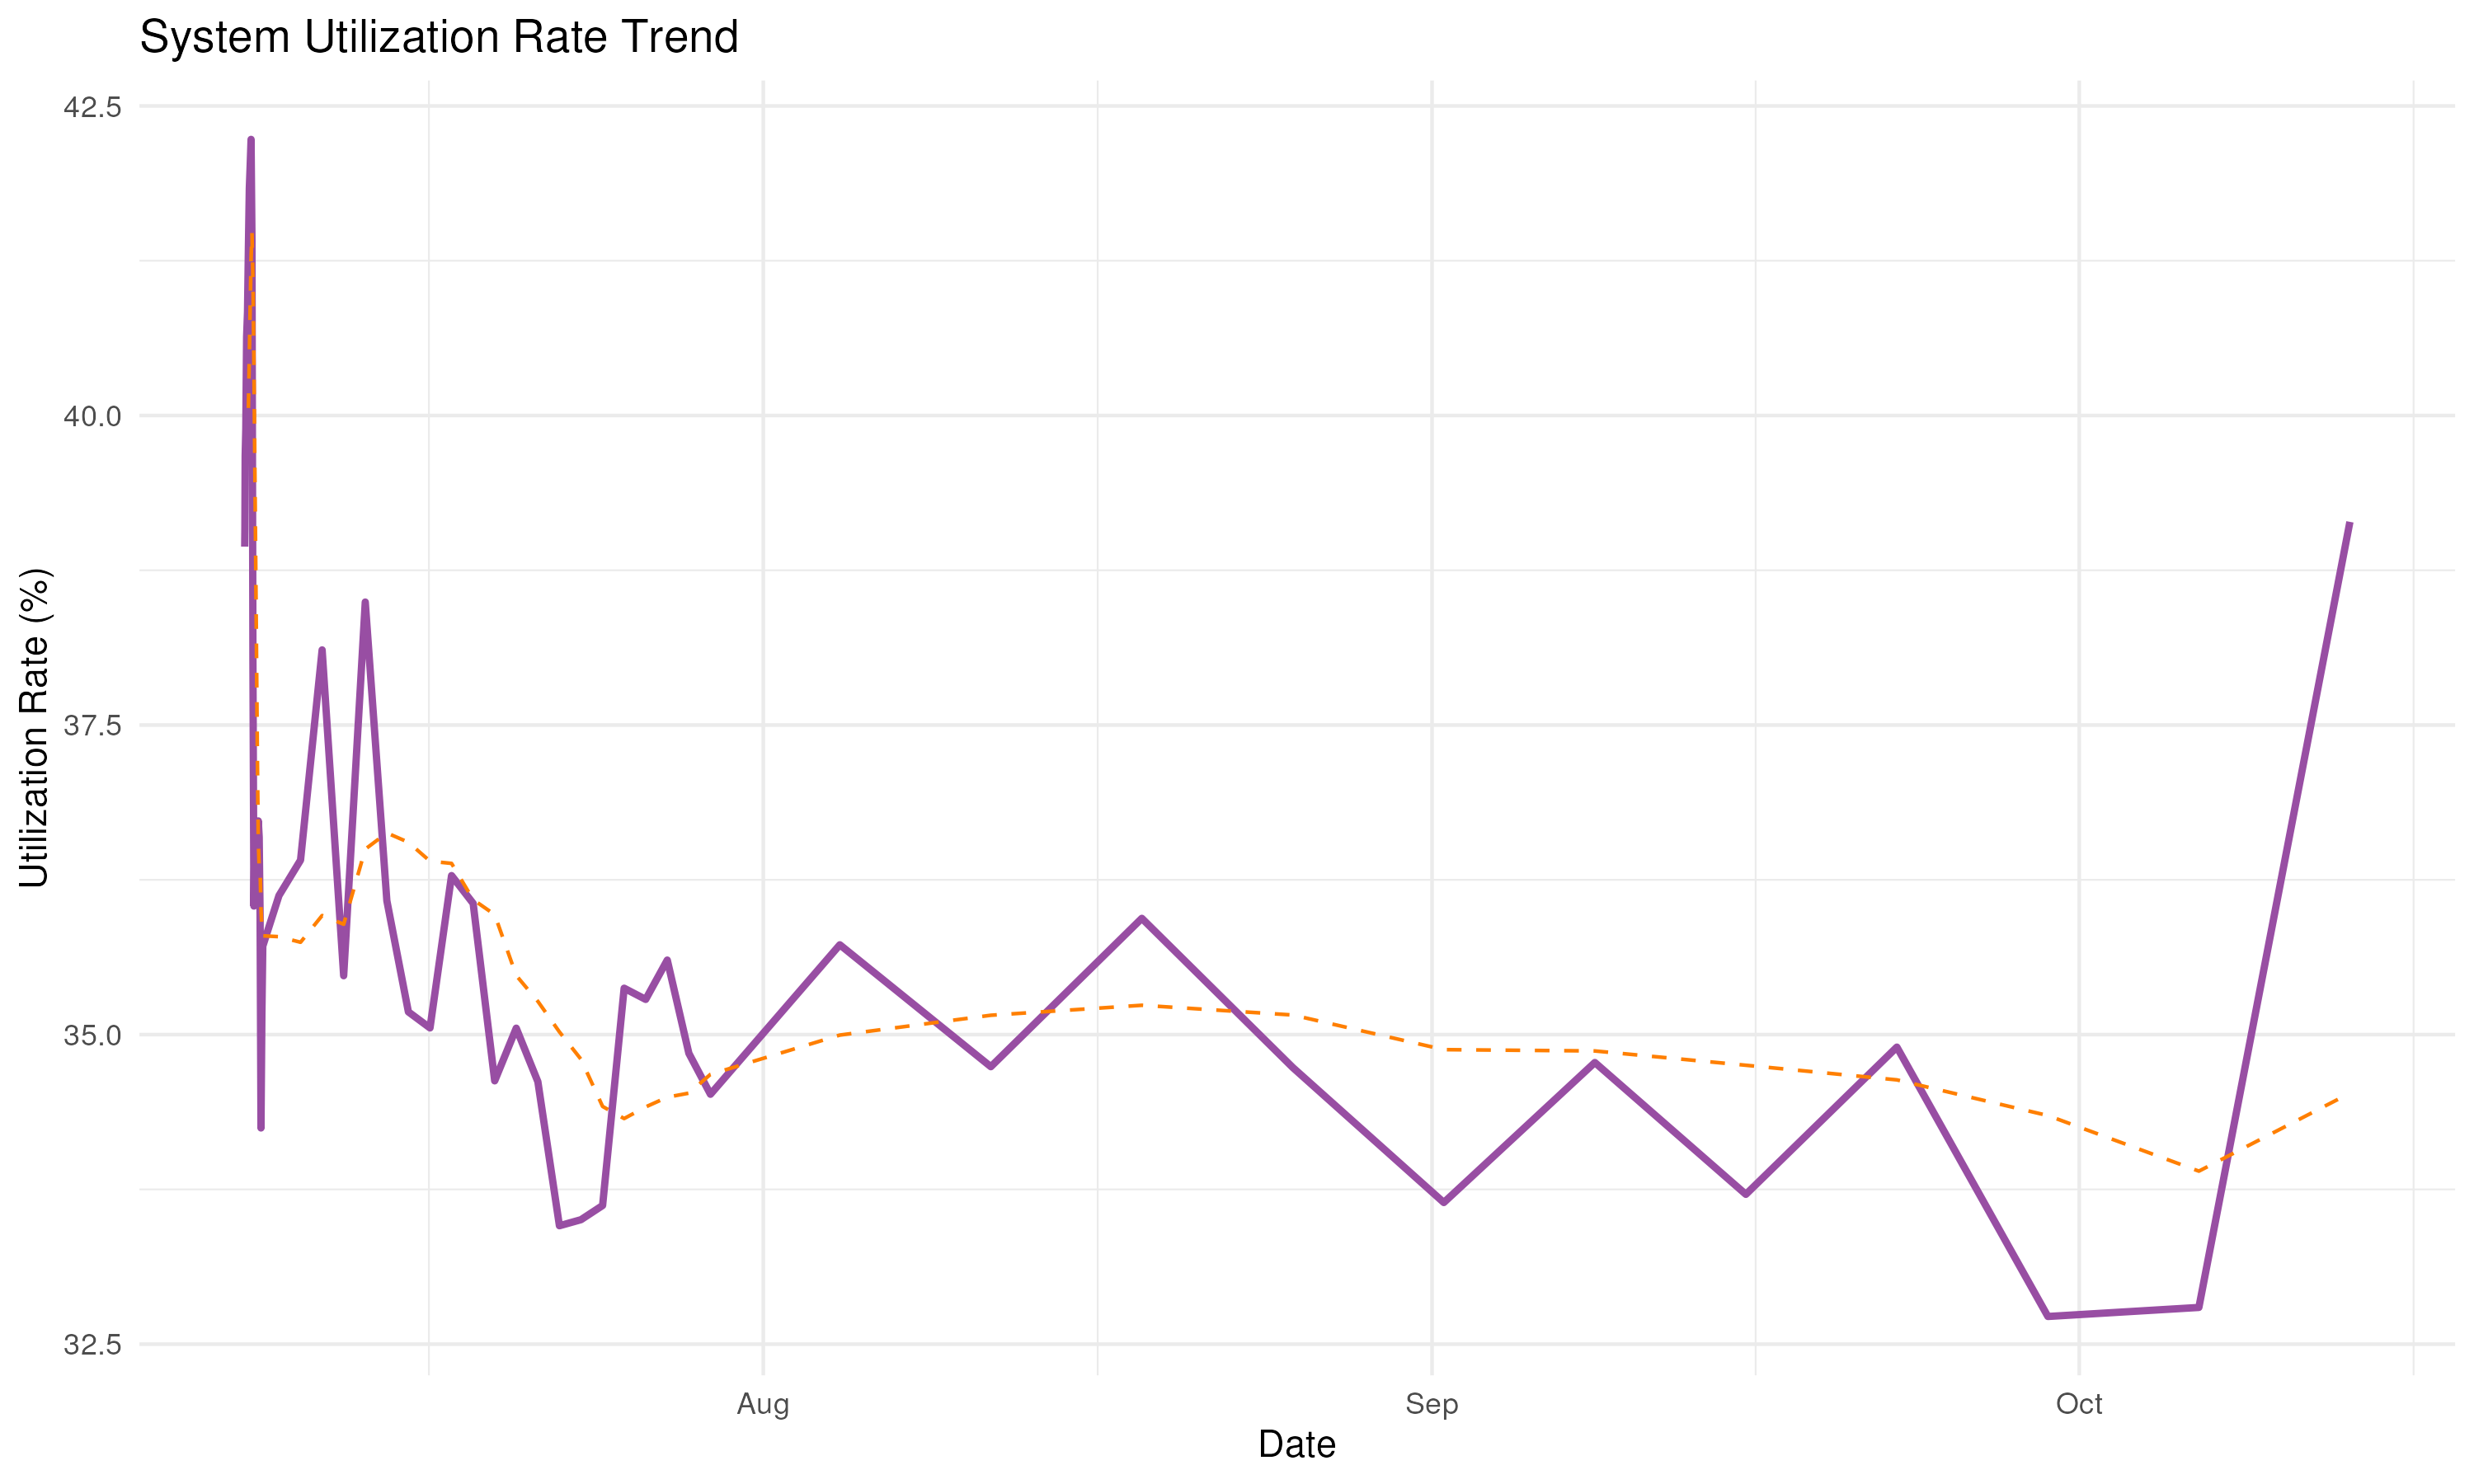 System Utilization Rate Trend
Utilization Rate (%)
42.5
40.0
37.5
35.0
32.5
Aug
Sep
Oct
Date